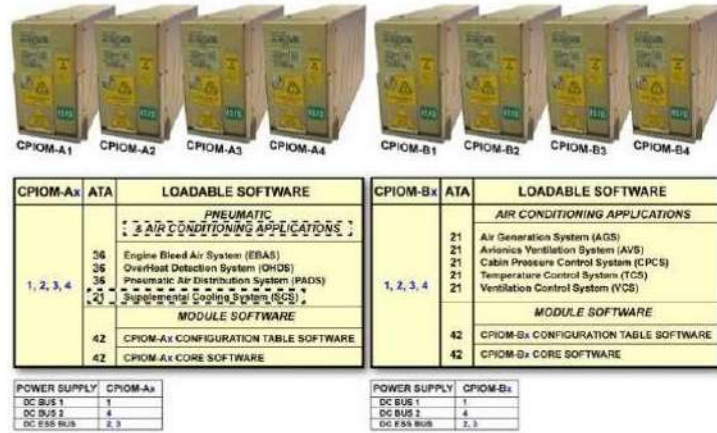 CPIOM-A1 CPIOM-A2 CPIOM-A3 CPIOM-A4
CPIOM-B1 CPIOM-B2 CPIOM-B3 CPIOM-B4
CPIOM-Ax ATA LOADABLE SOFTWARE
PNEUMATIC
& AIR CONDITIONING APPLICATIONS
1, 2, 3, 4
36 Engine Bleed Air System (EBAS)
36 OverHeat Detection System (OHDS)
36 Pneumatic Air Distribution System (PADS)
21 Supplemental Cooling System (SCS)
MODULE SOFTWARE
42 CPIOM-Ax CONFIGURATION TABLE SOFTWARE
42 CPIOM-Ax CORE SOFTWARE
CPIOM-Bx ATA LOADABLE SOFTWARE
AIR CONDITIONING APPLICATIONS
1, 2, 3, 4
21 Air Generation System (AGS)
21 Avionics Ventilation System (AVS)
21 Cabin Pressure Control System (CPCS)
21 Temperature Control System (TCS)
21 Ventilation Control System (VCS)
MODULE SOFTWARE
42 CPIOM-Bx CONFIGURATION TABLE SOFTWARE
42 CPIOM-Bx CORE SOFTWARE
POWER SUPPLY CPIOM-Ax
DC BUS 1 1
DC BUS 2 4
DC ESS BUS 2, 3
POWER SUPPLY CPIOM-Bx
DC BUS 1 1
DC BUS 2 4
DC ESS BUS 2, 3